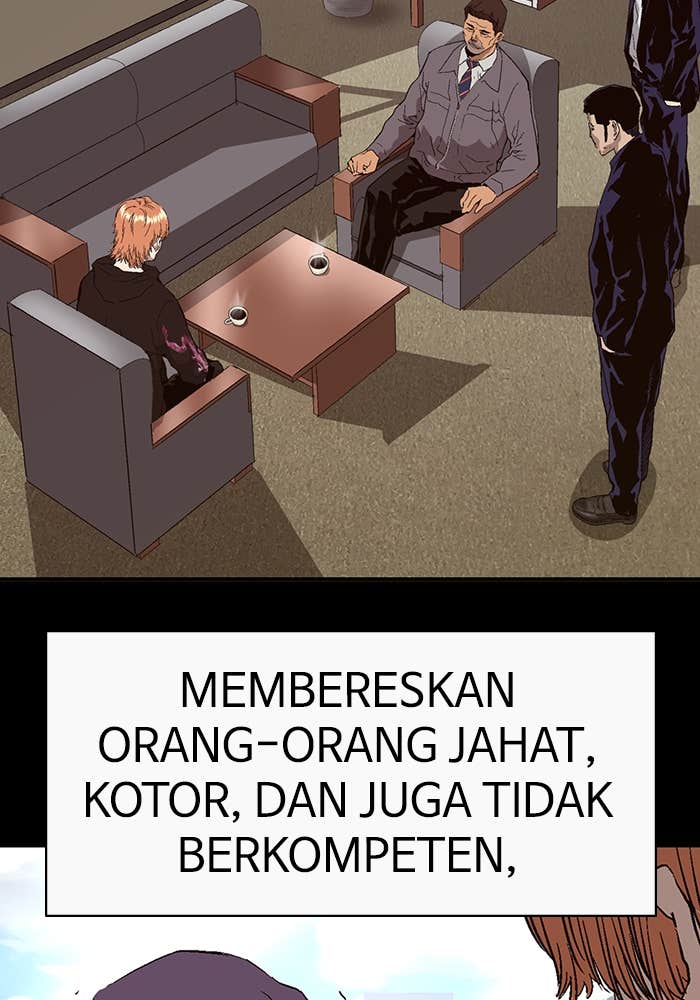 MEMBERESKAN
ORANG-ORANG JAHAT,
KOTOR, DAN JUGA TIDAK
BERKOMPETEN,